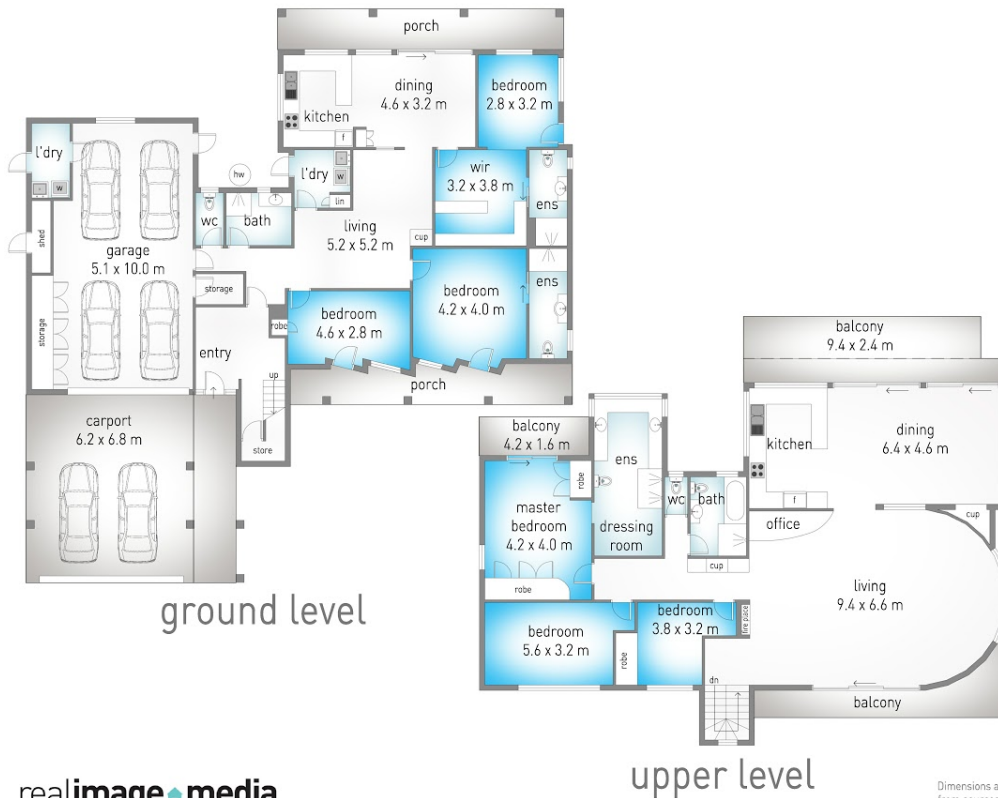 porch
dining
4.6 x 3.2 m
bedroom
2.8 x 3.2 m
kitchen
f
l'dry
w
l'dry
w
lin
hw
wir
3.2 x 3.8 m
ens
wc
bath
living
5.2 x 5.2 m
cup
shed
garage
5.1 x 10.0 m
storage
storage
ens
bedroom
4.2 x 4.0 m
bedroom
4.6 x 2.8 m
robe
entry
up
porch
store
carport
6.2 x 6.8 m
ground level
balcony
9.4 x 2.4 m
balcony
4.2 x 1.6 m
kitchen
dining
6.4 x 4.6 m
f
ens
robe
wc
bath
master
bedroom
4.2 x 4.0 m
dressing
room
office
cup
cup
robe
living
9.4 x 6.6 m
bedroom
5.6 x 3.2 m
robe
bedroom
3.8 x 3.2 m
fire place
dn
balcony
upper level
realimage media
Dimensions a